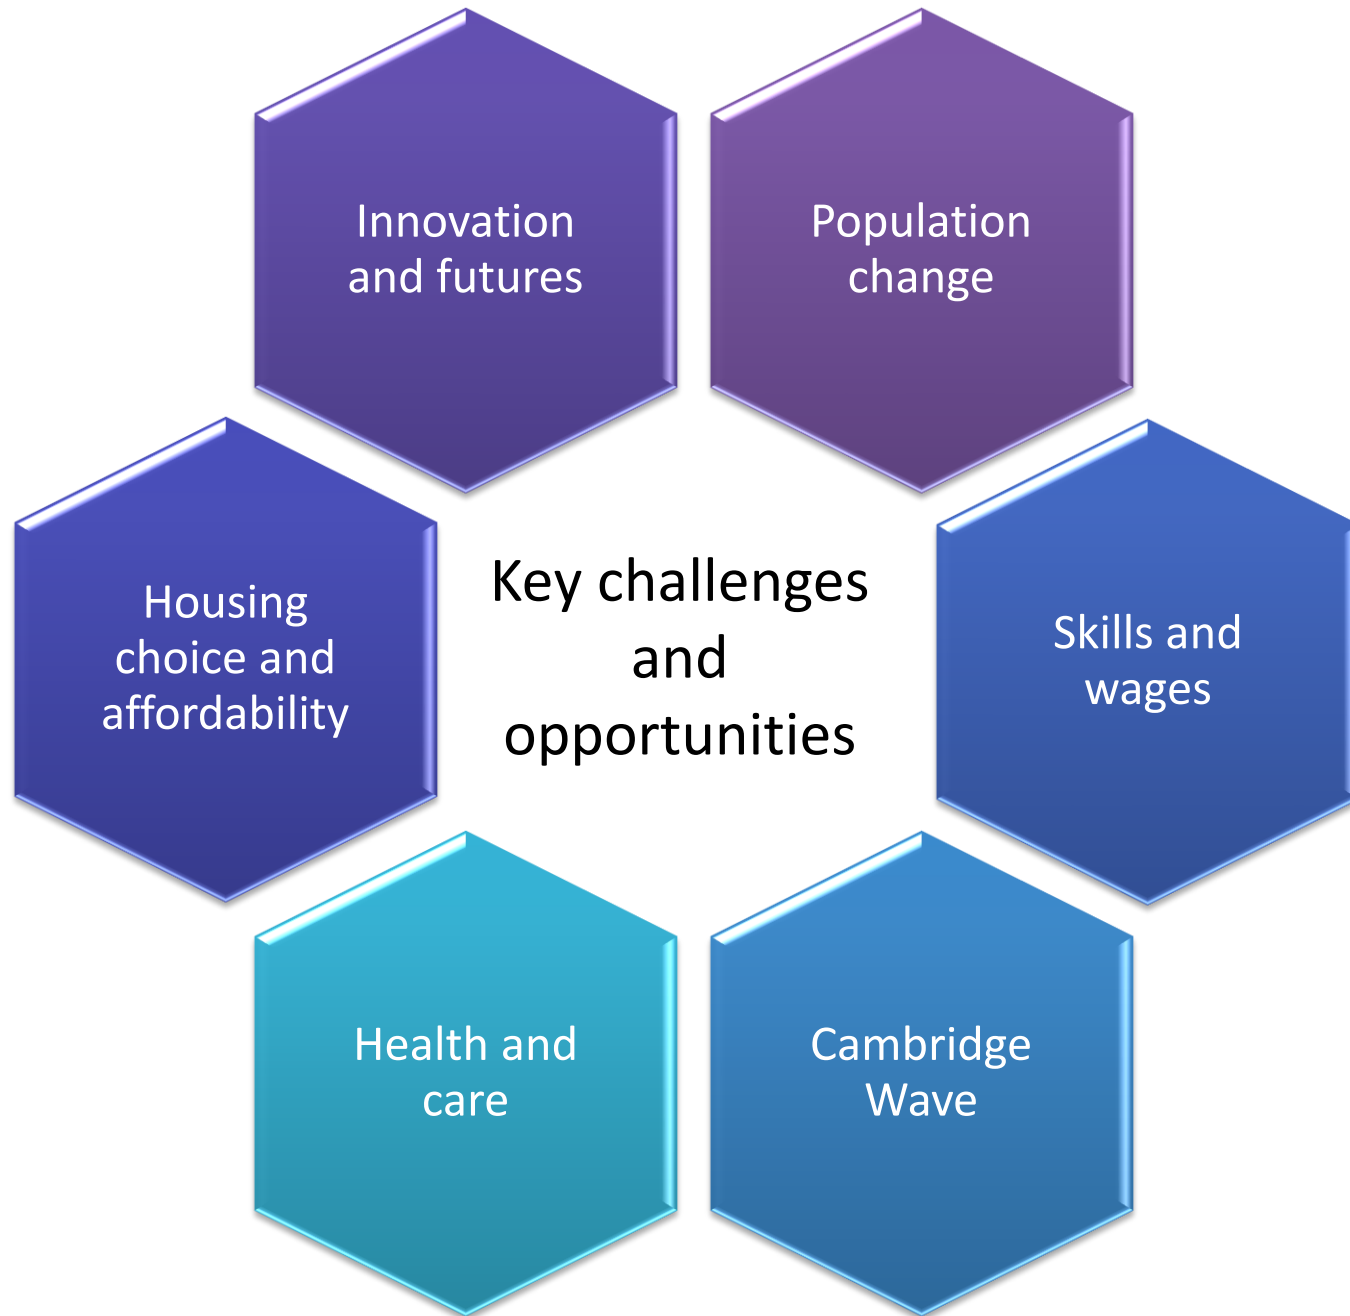 Innovation
and futures
Population
change
Housing
choice and
affordability
Key challenges
and
opportunities
Skills and
wages
Health and
care
Cambridge
Wave